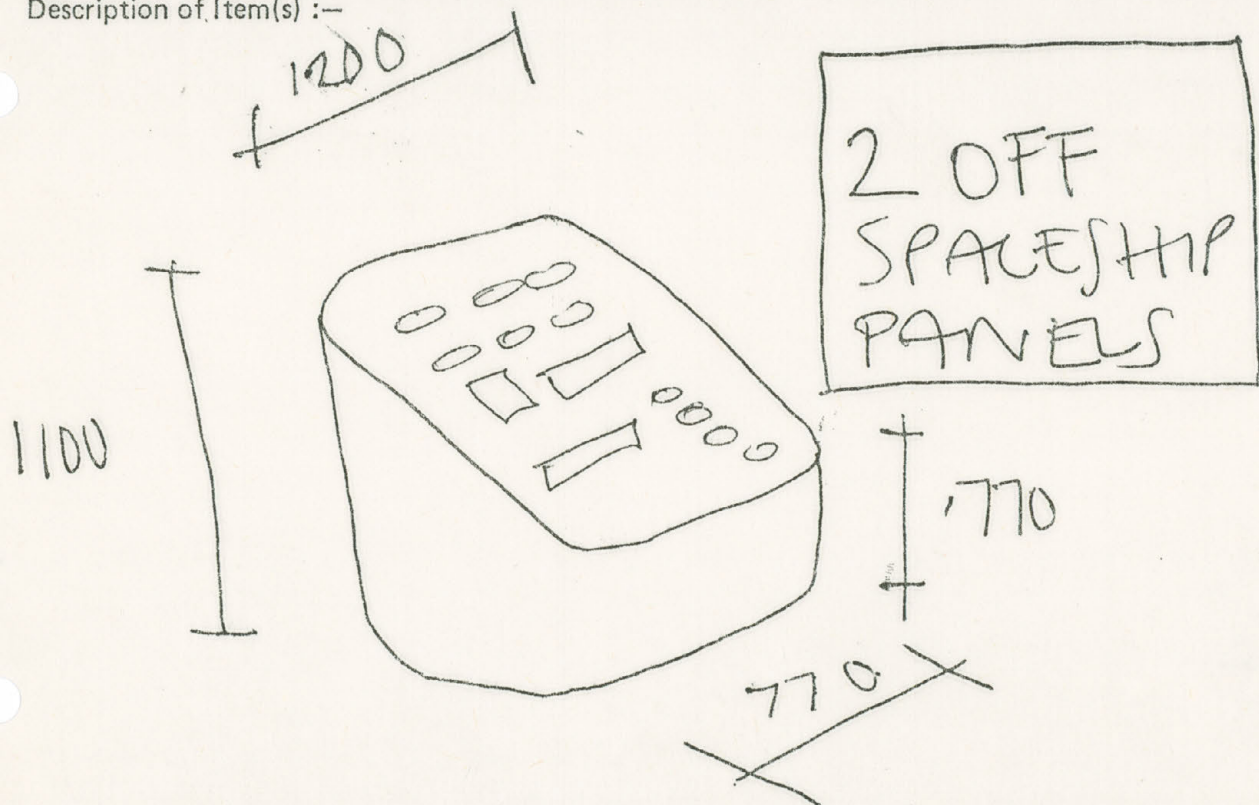 Description of Item(s) :—
1200
2 OFF
SPACESHIP
PANELS
1100
770
770